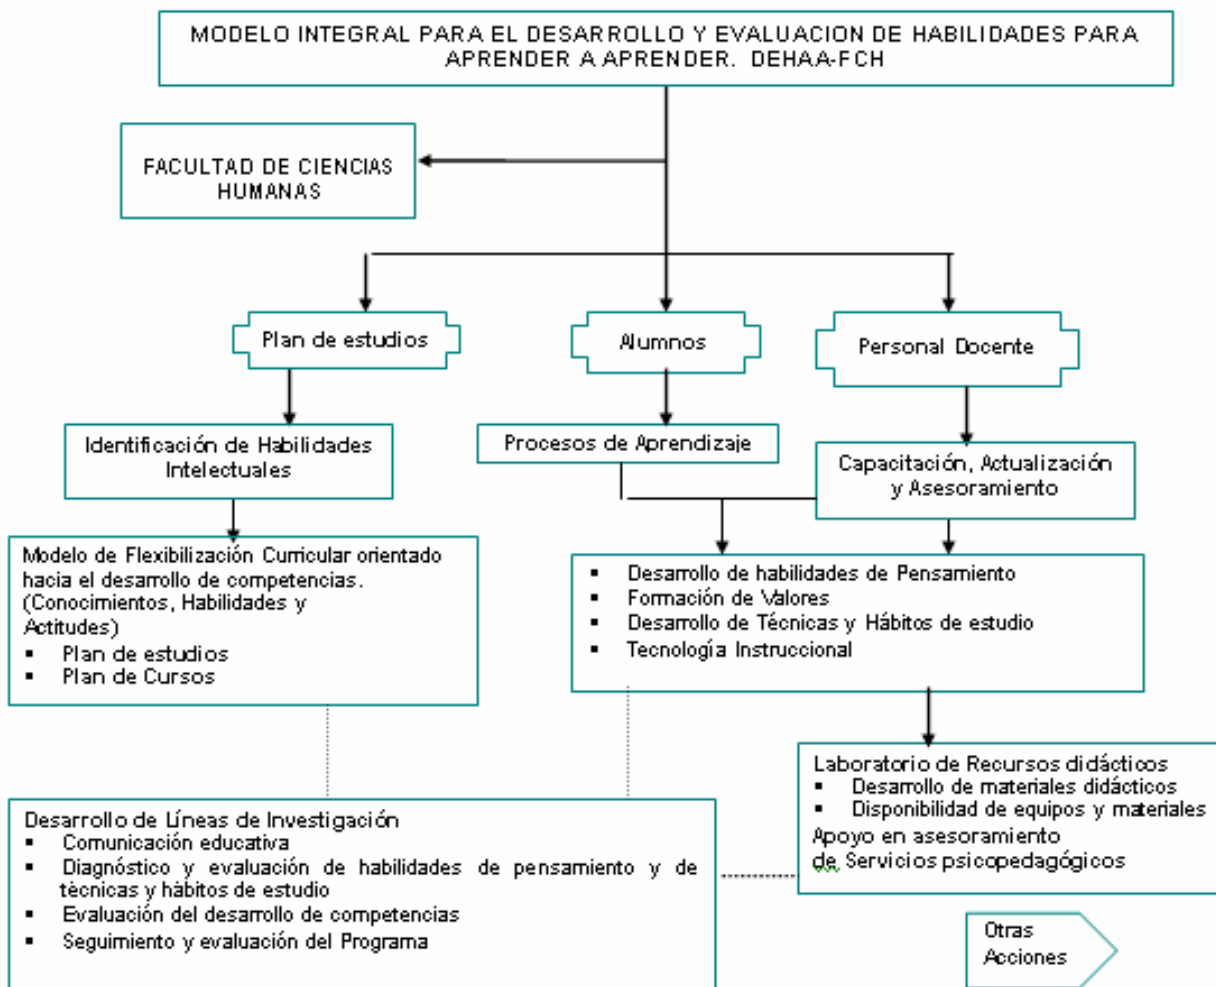 MODELO INTEGRAL PARA EL DESARROLLO Y EVALUACION DE HABILIDADES PARA
APRENDER A APRENDER. DEHAA-FCH
FACULTAD DE CIENCIAS
HUMANAS
Plan de estudios
Alumnos
Personal Docente
Identificación de Habilidades
Intelectuales
Procesos de Aprendizaje
Capacitación, Actualización
y Asesoramiento
Modelo de Flexibilización Curricular orientado
hacia el desarrollo de competencias.
(Conocimientos, Habilidades y
Actitudes)
▪ Plan de estudios
▪ Plan de Cursos
▪ Desarrollo de habilidades de Pensamiento
▪ Formación de Valores
▪ Desarrollo de Técnicas y Hábitos de estudio
▪ Tecnología Instruccional
Laboratorio de Recursos didácticos
▪ Desarrollo de materiales didácticos
▪ Disponibilidad de equipos y materiales
Apoyo en asesoramiento
de Servicios psicopedagógicos
Desarrollo de Líneas de Investigación
▪ Comunicación educativa
▪ Diagnóstico y evaluación de habilidades de pensamiento y de
técnicas y hábitos de estudio
▪ Evaluación del desarrollo de competencias
▪ Seguimiento y evaluación del Programa
Otras
Acciones